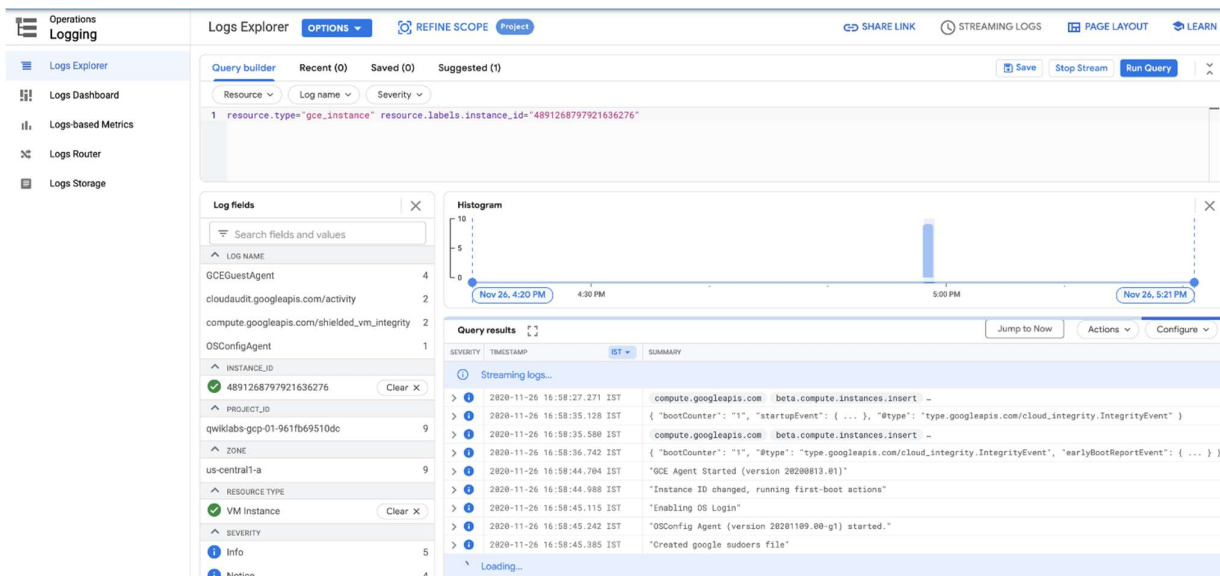 Operations
Logging
Logs Explorer
Logs Dashboard
Logs-based Metrics
Logs Router
Logs Storage
Logs Explorer OPTIONS REFINE SCOPE Project SHARE LINK STREAMING LOGS PAGE LAYOUT LEARN
Query builder Recent (0) Saved (0) Suggested (1) Save Stop Stream Run Query
Resource Log name Severity
1 resource.type="gce_instance" resource.labels.instance_id="4891268797921636276"
Log fields
Search fields and values
LOG NAME
GCEGuestAgent 4
cloudaudit.googleapis.com/activity 2
compute.googleapis.com/shielded_vm_integrity 2
OSConfigAgent 1
INSTANCE_ID
4891268797921636276 Clear X
PROJECT_ID
qwiklabs-gcp-01-961fb69510dc 9
ZONE
us-central1-a 9
RESOURCE TYPE
VM Instance Clear X
SEVERITY
Info 5
Notice 4
Histogram
10
5
0
Nov 26, 4:20 PM 4:30 PM 5:00 PM Nov 26, 5:21 PM
Query results Jump to Now Actions Configure
SEVERITY TIMESTAMP IST SUMMARY
Streaming logs...
2020-11-26 16:58:27.271 IST compute.googleapis.com beta.compute.instances.insert …
2020-11-26 16:58:35.128 IST { "bootCounter": "1", "startupEvent": { ... }, "@type": "type.googleapis.com/cloud_integrity.IntegrityEvent" }
2020-11-26 16:58:35.580 IST compute.googleapis.com beta.compute.instances.insert …
2020-11-26 16:58:36.742 IST { "bootCounter": "1", "@type": "type.googleapis.com/cloud_integrity.IntegrityEvent", "earlyBootReportEvent": { ... } }
2020-11-26 16:58:44.704 IST "GCE Agent Started (version 20200813.01)"
2020-11-26 16:58:44.988 IST "Instance ID changed, running first-boot actions"
2020-11-26 16:58:45.115 IST "Enabling OS Login"
2020-11-26 16:58:45.242 IST "OSConfig Agent (version 20201109.00-g1) started."
2020-11-26 16:58:45.385 IST "Created google sudoers file"
Loading...